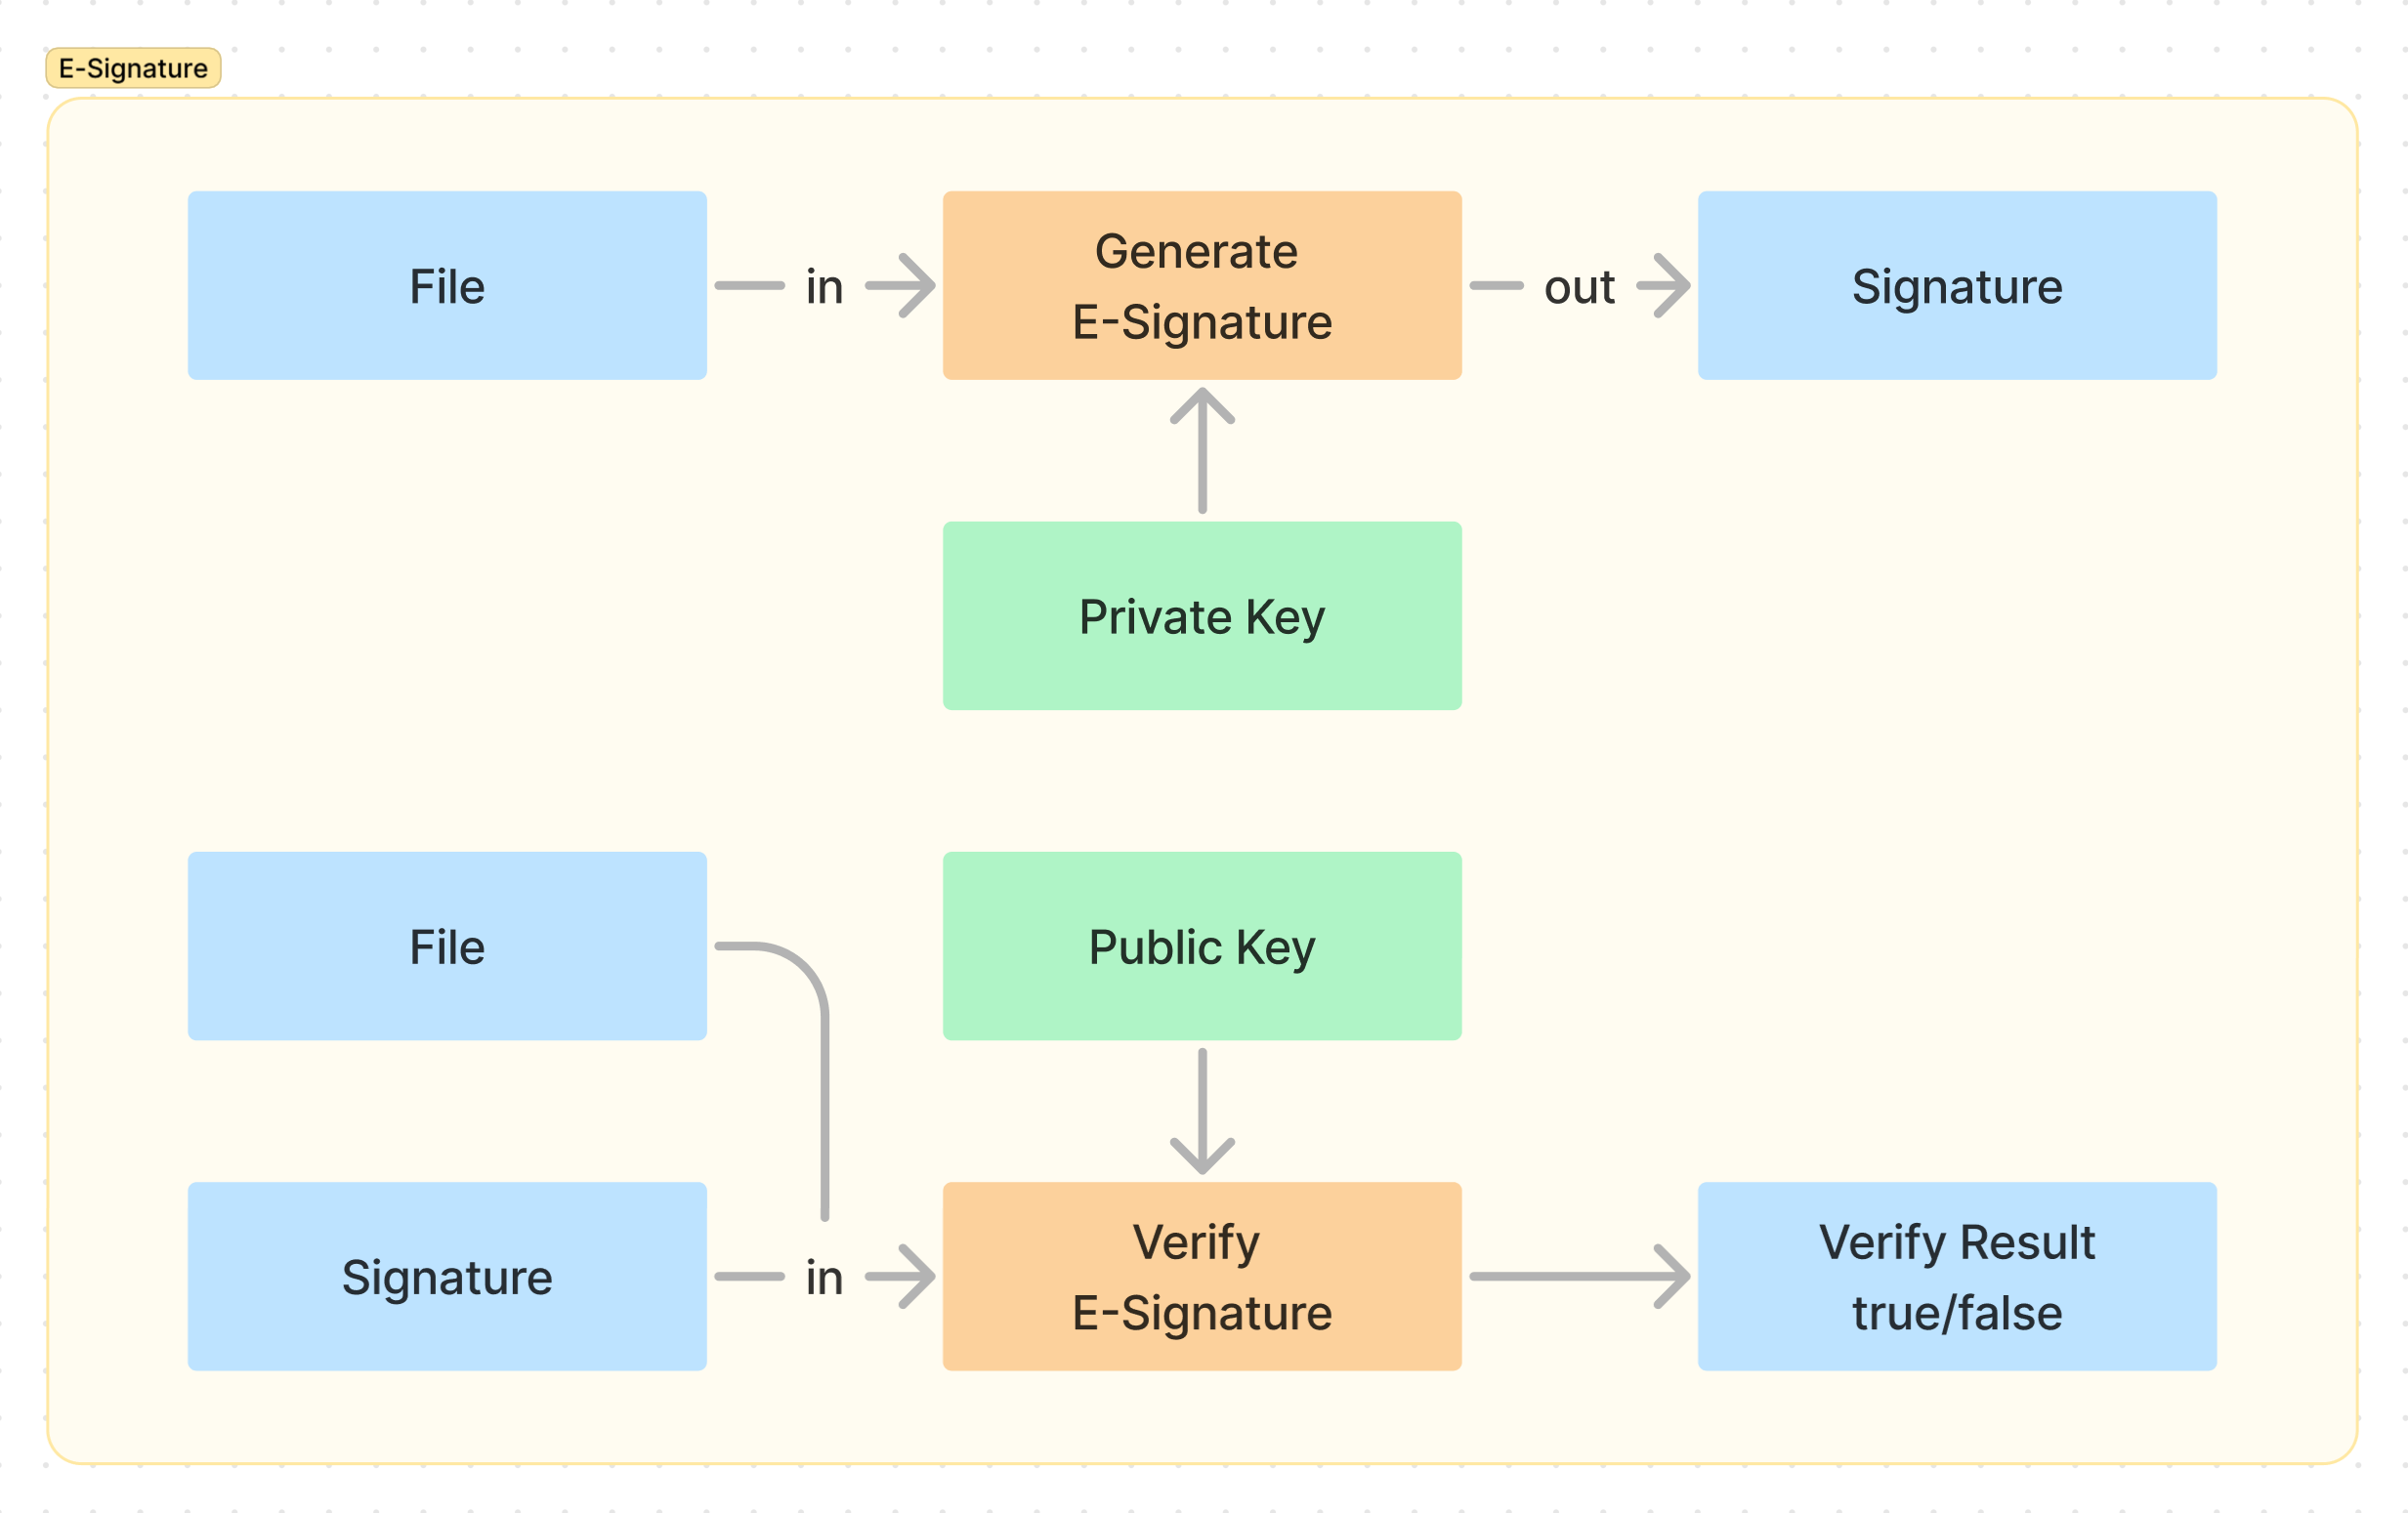 E-Signature
File
in
Generate
E-Signature
out
Signature
Private Key
File
Public Key
Signature
in
Verify
E-Signature
Verify Result
true/false